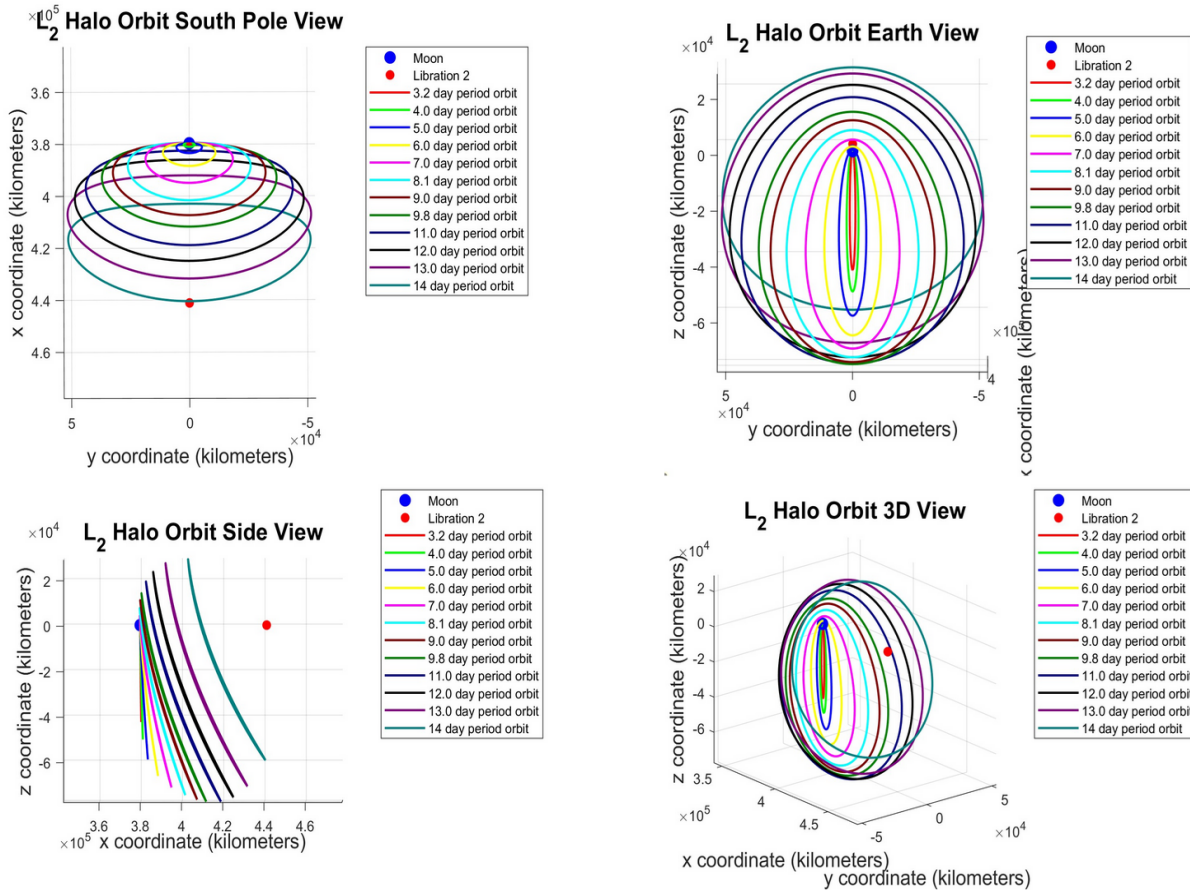 L2 Halo Orbit South Pole View
×10^5
3.6
3.8
4
4.2
4.4
4.6
x coordinate (kilometers)
5
0
-5
×10^4
y coordinate (kilometers)
Moon
Libration 2
3.2 day period orbit
4.0 day period orbit
5.0 day period orbit
6.0 day period orbit
7.0 day period orbit
8.1 day period orbit
9.0 day period orbit
9.8 day period orbit
11.0 day period orbit
12.0 day period orbit
13.0 day period orbit
14 day period orbit
L2 Halo Orbit Earth View
×10^4
2
0
-2
-4
-6
z coordinate (kilometers)
5
0
-5
×10^4
y coordinate (kilometers)
4
x coordinate (kilometers)
Moon
Libration 2
3.2 day period orbit
4.0 day period orbit
5.0 day period orbit
6.0 day period orbit
7.0 day period orbit
8.1 day period orbit
9.0 day period orbit
9.8 day period orbit
11.0 day period orbit
12.0 day period orbit
13.0 day period orbit
14 day period orbit
L2 Halo Orbit Side View
×10^4
2
0
-2
-4
-6
z coordinate (kilometers)
3.6
3.8
4
4.2
4.4
4.6
×10^5
x coordinate (kilometers)
Moon
Libration 2
3.2 day period orbit
4.0 day period orbit
5.0 day period orbit
6.0 day period orbit
7.0 day period orbit
8.1 day period orbit
9.0 day period orbit
9.8 day period orbit
11.0 day period orbit
12.0 day period orbit
13.0 day period orbit
14 day period orbit
L2 Halo Orbit 3D View
×10^4
2
0
-2
-4
-6
z coordinate (kilometers)
3.5
4
4.5
×10^5
x coordinate (kilometers)
-5
0
5
×10^4
y coordinate (kilometers)
Moon
Libration 2
3.2 day period orbit
4.0 day period orbit
5.0 day period orbit
6.0 day period orbit
7.0 day period orbit
8.1 day period orbit
9.0 day period orbit
9.8 day period orbit
11.0 day period orbit
12.0 day period orbit
13.0 day period orbit
14 day period orbit